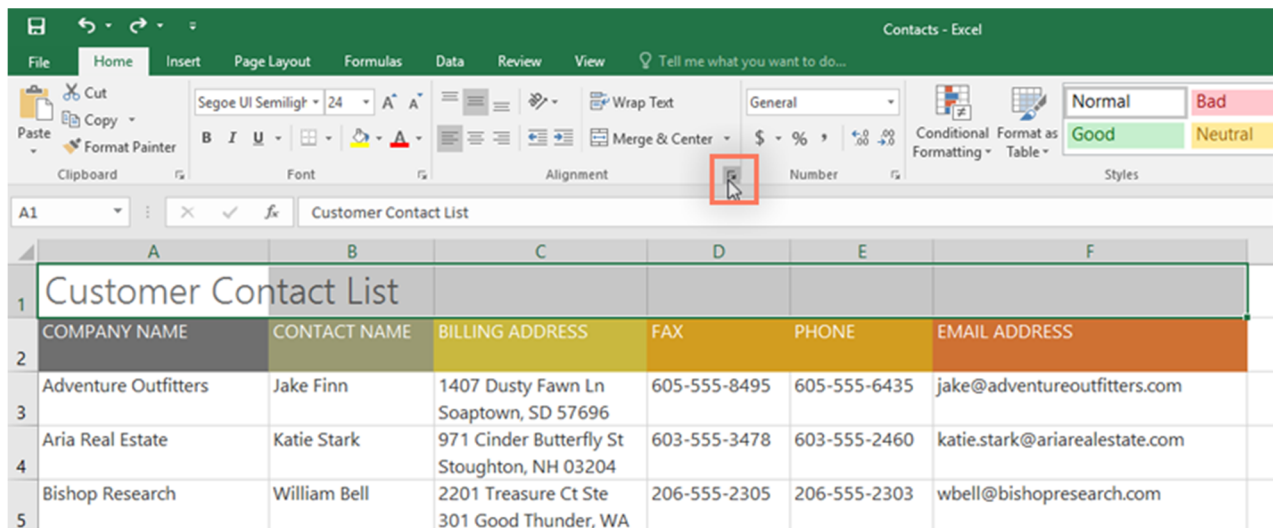 Contacts - Excel
File Home Insert Page Layout Formulas Data Review View Tell me what you want to do...
Cut
Copy
Format Painter
Paste
Clipboard
Segoe UI Semiligh 24 A A
B I U A
Font
Wrap Text
Merge & Center
Alignment
General
$ % , .00 .00
Number
Conditional Formatting
Format as Table
Normal Bad
Good Neutral
Styles
A1 fx Customer Contact List
A B C D E F
1 Customer Contact List
2 COMPANY NAME CONTACT NAME BILLING ADDRESS FAX PHONE EMAIL ADDRESS
3 Adventure Outfitters Jake Finn 1407 Dusty Fawn Ln 605-555-8495 605-555-6435 jake@adventureoutfitters.com
Soaptown, SD 57696
4 Aria Real Estate Katie Stark 971 Cinder Butterfly St 603-555-3478 603-555-2460 katie.stark@ariarealestate.com
Stoughton, NH 03204
5 Bishop Research William Bell 2201 Treasure Ct Ste 206-555-2305 206-555-2303 wbell@bishopresearch.com
301 Good Thunder, WA